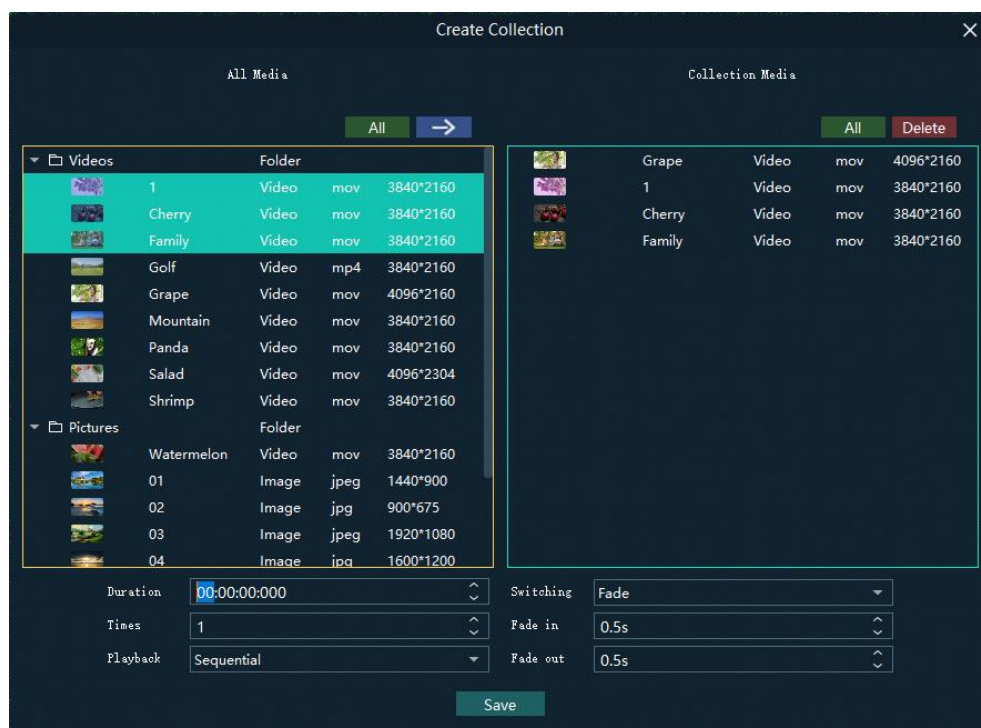 Create Collection
All Media
Collection Media
All
All Delete
Videos Folder
1 Video mov 3840*2160
Cherry Video mov 3840*2160
Family Video mov 3840*2160
Golf Video mp4 3840*2160
Grape Video mov 4096*2160
Mountain Video mov 3840*2160
Panda Video mov 3840*2160
Salad Video mov 4096*2304
Shrimp Video mov 3840*2160
Pictures Folder
Watermelon Video mov 3840*2160
01 Image jpeg 1440*900
02 Image jpg 900*675
03 Image jpeg 1920*1080
04 Image jpg 1600*1200
Grape Video mov 4096*2160
1 Video mov 3840*2160
Cherry Video mov 3840*2160
Family Video mov 3840*2160
Duration 00:00:00:000
Times 1
Playback Sequential
Switching Fade
Fade in 0.5s
Fade out 0.5s
Save